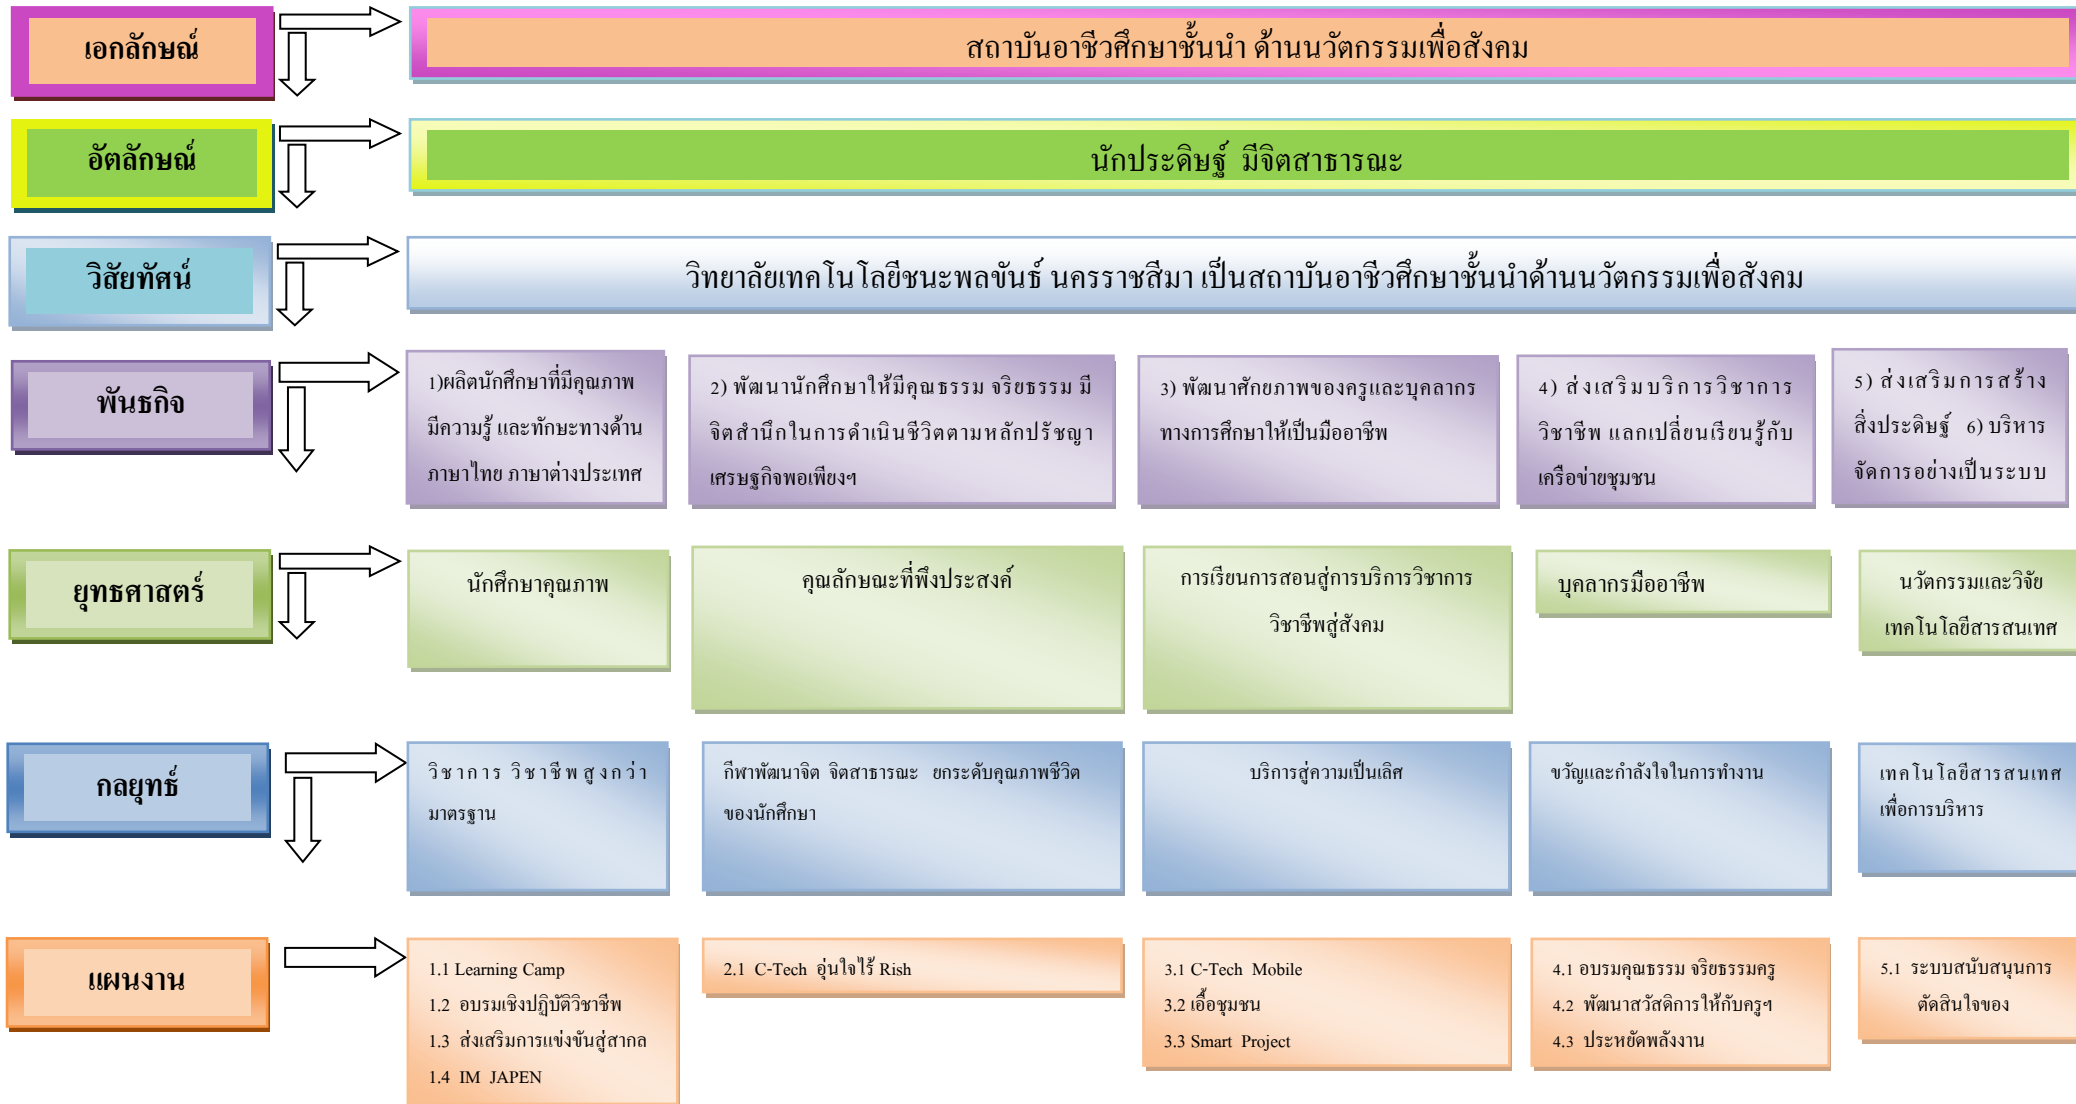 เอกลักษณ์
สถาบันอาชีวศึกษาชั้นนำ ด้านนวัตกรรมเพื่อสังคม
อัตลักษณ์
นักประดิษฐ์ มีจิตสาธารณะ
วิสัยทัศน์
วิทยาลัยเทคโนโลยีชนะพลขันธ์ นครราชสีมา เป็นสถาบันอาชีวศึกษาชั้นนำด้านนวัตกรรมเพื่อสังคม
พันธกิจ
1)ผลิตนักศึกษาที่มีคุณภาพ
มีความรู้ และทักษะทางด้าน
ภาษาไทย ภาษาต่างประเทศ
2) พัฒนานักศึกษาให้มีคุณธรรม จริยธรรม มี
จิตสำนึกในการดำเนินชีวิตตามหลักปรัชญา
เศรษฐกิจพอเพียงฯ
3) พัฒนาศักยภาพของครูและบุคลากร
ทางการศึกษาให้เป็นมืออาชีพ
4) ส่งเสริมบริการวิชาการ
วิชาชีพ แลกเปลี่ยนเรียนรู้กับ
เครือข่ายชุมชน
5) ส่งเสริมการสร้าง
สิ่งประดิษฐ์ 6) บริหาร
จัดการอย่างเป็นระบบ
ยุทธศาสตร์
นักศึกษาคุณภาพ
คุณลักษณะที่พึงประสงค์
การเรียนการสอนสู่การบริการวิชาการ
วิชาชีพสู่สังคม
บุคลากรมืออาชีพ
นวัตกรรมและวิจัย
เทคโนโลยีสารสนเทศ
กลยุทธ์
วิชาการ วิชาชีพสูงกว่า
มาตรฐาน
กีฬาพัฒนาจิต จิตสาธารณะ ยกระดับคุณภาพชีวิต
ของนักศึกษา
บริการสู่ความเป็นเลิศ
ขวัญและกำลังใจในการทำงาน
เทคโนโลยีสารสนเทศ
เพื่อการบริหาร
แผนงาน
1.1 Learning Camp
1.2 อบรมเชิงปฏิบัติวิชาชีพ
1.3 ส่งเสริมการแข่งขันสู่สากล
1.4 IM JAPEN
2.1 C-Tech อุ่นใจไร้ Rish
3.1 C-Tech Mobile
3.2 เอื้อชุมชน
3.3 Smart Project
4.1 อบรมคุณธรรม จริยธรรมครู
4.2 พัฒนาสวัสดิการให้กับครูฯ
4.3 ประหยัดพลังงาน
5.1 ระบบสนับสนุนการ
ตัดสินใจของ